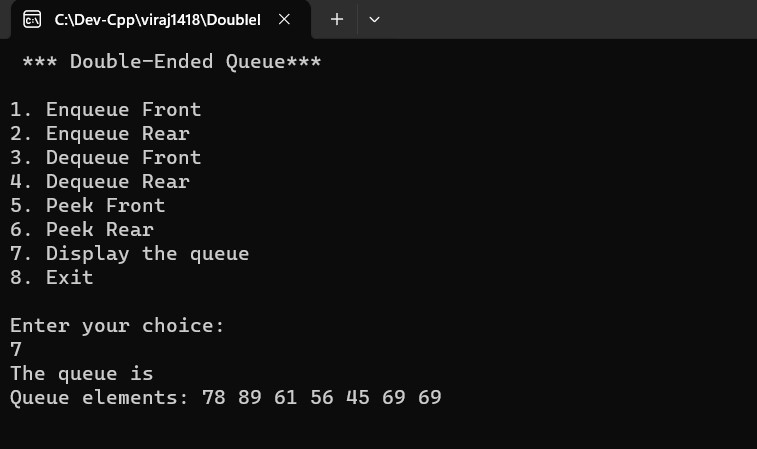 C:\Dev-Cpp\viraj1418\Doublel
*** Double-Ended Queue***
1. Enqueue Front
2. Enqueue Rear
3. Dequeue Front
4. Dequeue Rear
5. Peek Front
6. Peek Rear
7. Display the queue
8. Exit
Enter your choice:
7
The queue is
Queue elements: 78 89 61 56 45 69 69